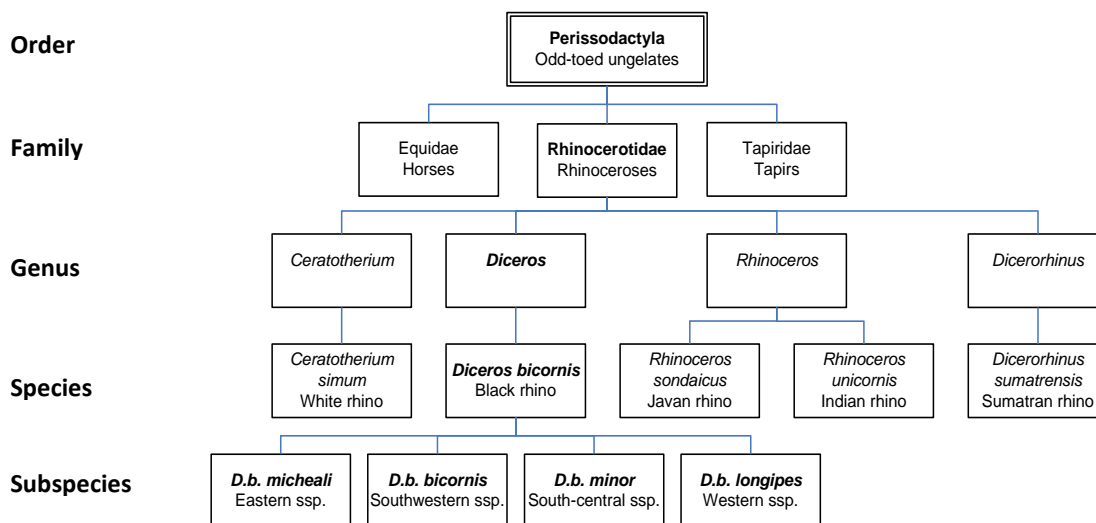 Order
Perissodactyla
Odd-toed ungelates
Family
Equidae
Horses
Rhinocerotidae
Rhinoceroses
Tapiridae
Tapirs
Genus
Ceratotherium
Diceros
Rhinoceros
Dicerorhinus
Species
Ceratotherium
simum
White rhino
Diceros bicornis
Black rhino
Rhinoceros
sondaicus
Javan rhino
Rhinoceros
unicornis
Indian rhino
Dicerorhinus
sumatrensis
Sumatran rhino
Subspecies
D.b. micheali
Eastern ssp.
D.b. bicornis
Southwestern ssp.
D.b. minor
South-central ssp.
D.b. longipes
Western ssp.